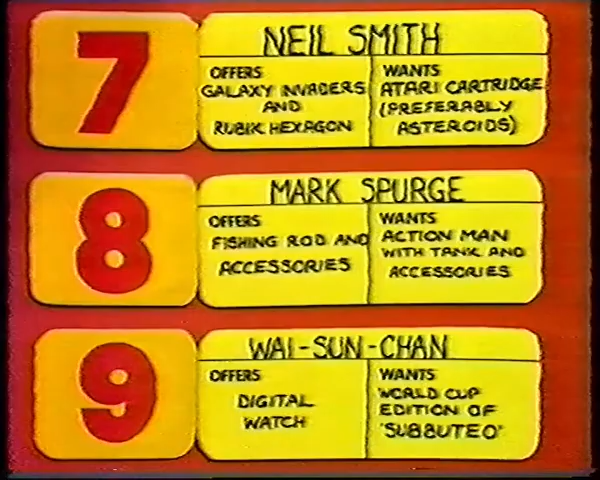 7
NEIL SMITH
OFFERS
GALAXY INVADERS
AND
RUBIK HEXAGON
WANTS
ATARI CARTRIDGE
(PREFERABLY
ASTEROIDS)
8
MARK SPURGE
OFFERS
FISHING ROD AND
ACCESSORIES
WANTS
ACTION MAN
WITH TANK AND
ACCESSORIES
9
WAI-SUN-CHAN
OFFERS
DIGITAL
WATCH
WANTS
WORLD CUP
EDITION OF
'SUBBUTEO'